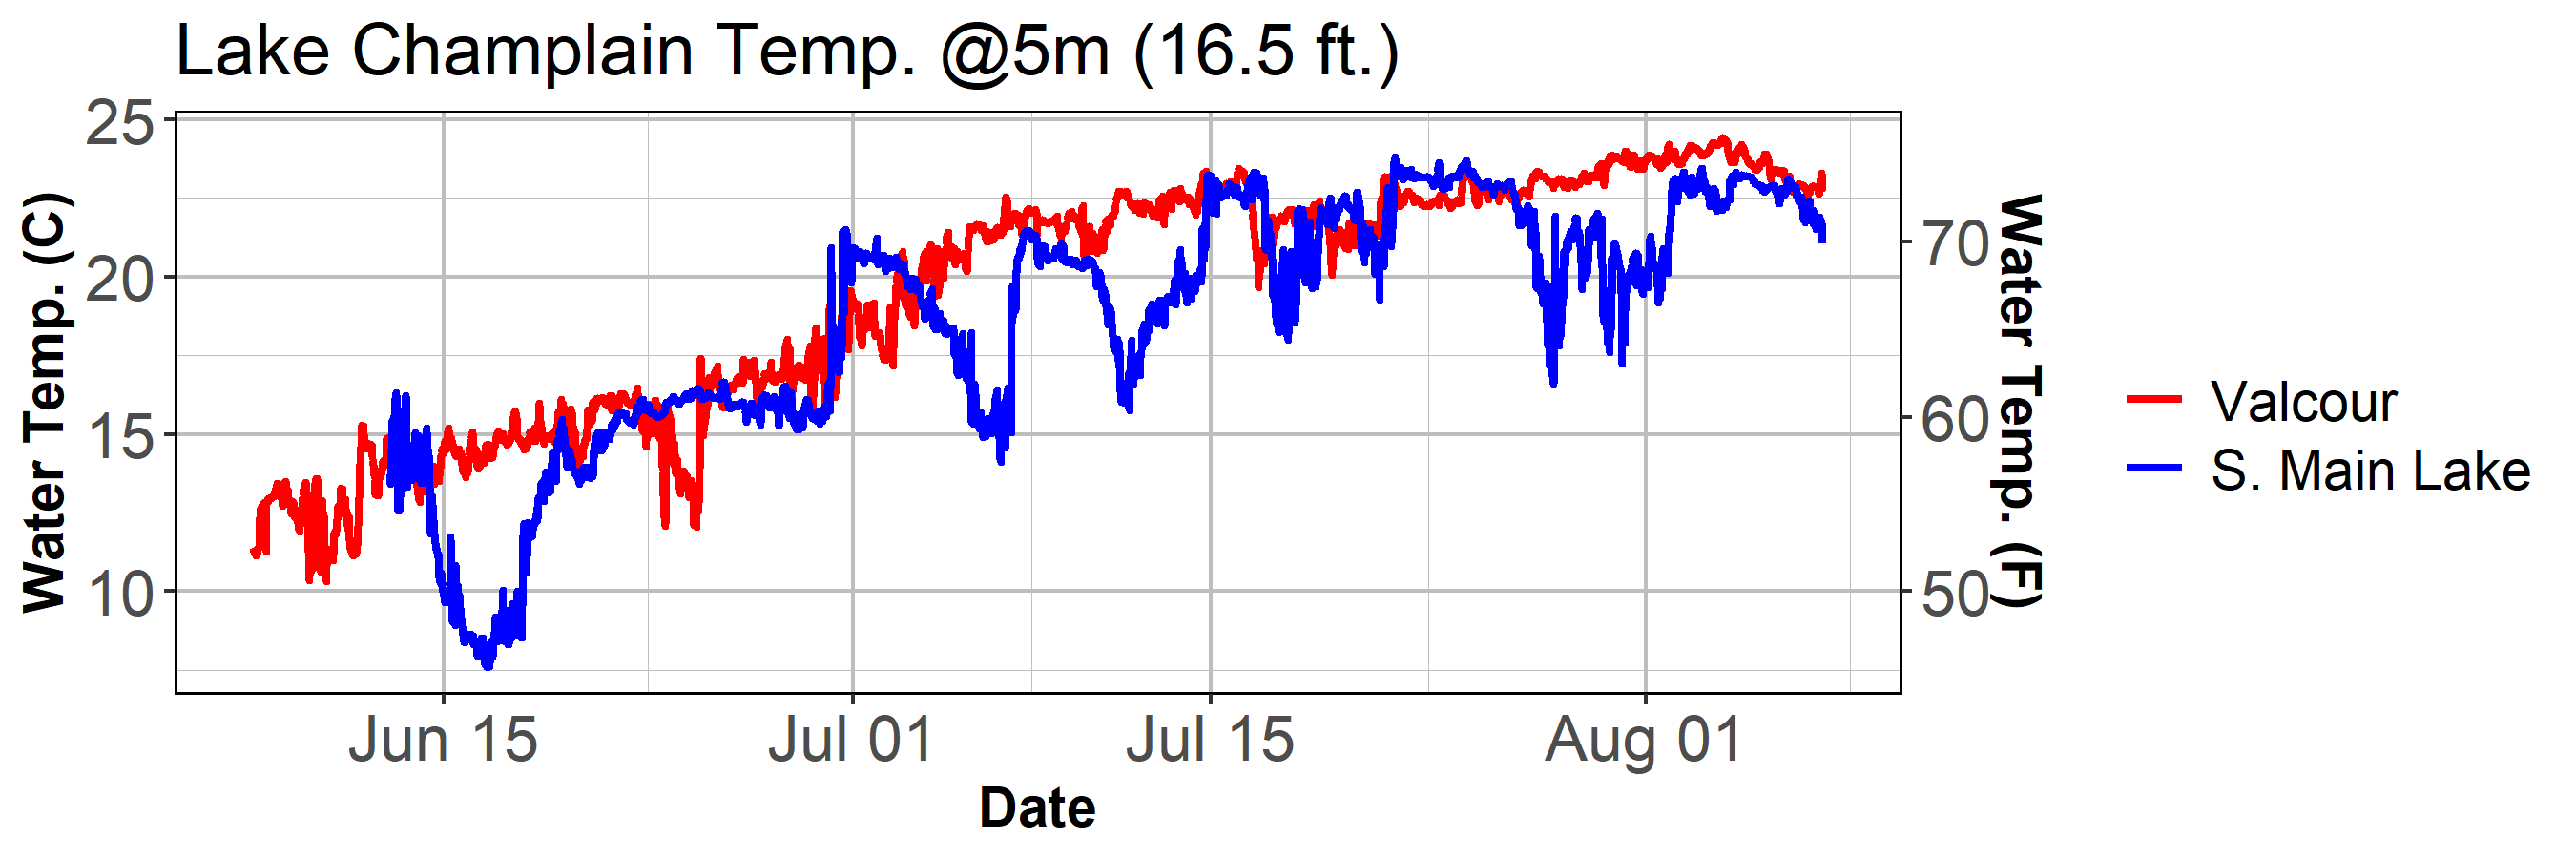 Lake Champlain Temp. @5m (16.5 ft.)
25
20
15
10
Water Temp. (C)
70
60
50
Water Temp. (F)
Jun 15
Jul 01
Jul 15
Aug 01
Date
Valcour
S. Main Lake